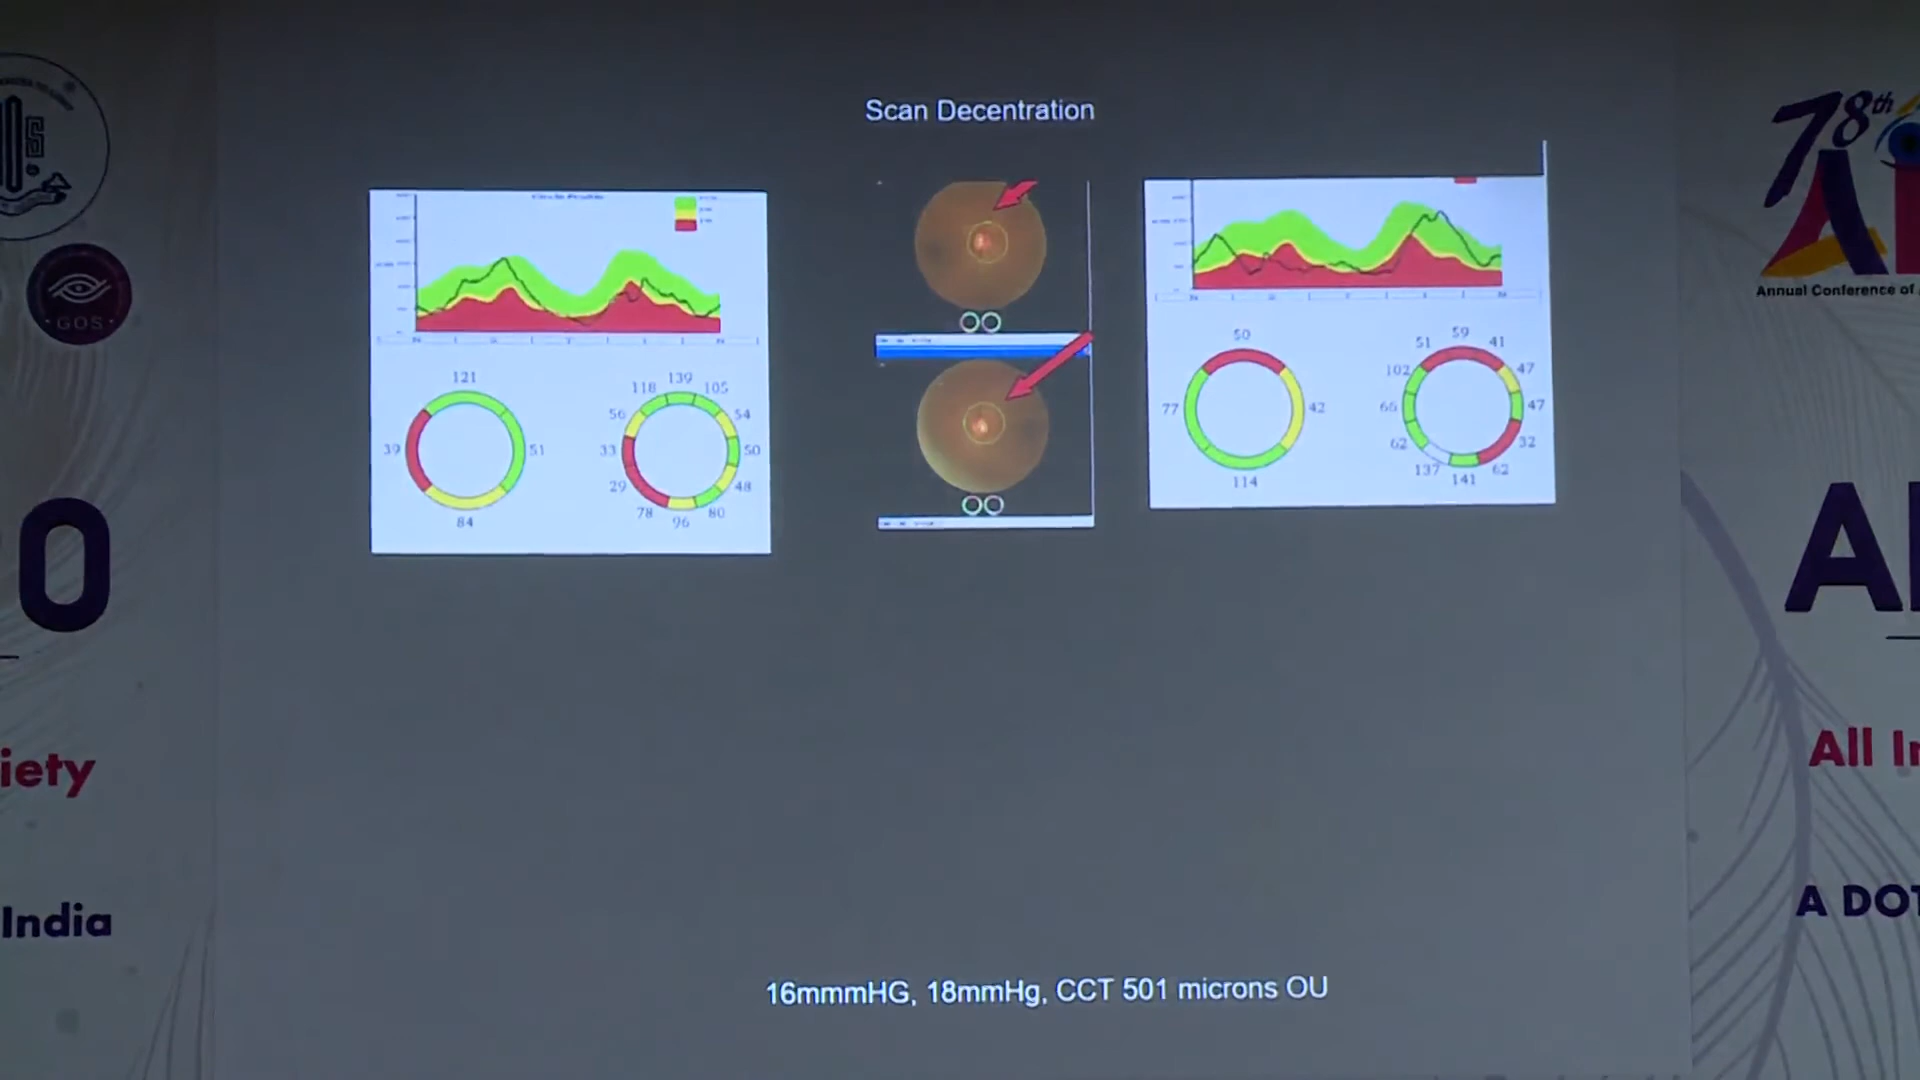 Scan Decentration
78th
Annual Conference of
GOS
121
39
51
84
118
139
105
56
54
33
50
29
48
78
96
80
50
77
42
114
51
59
41
102
47
66
47
62
32
137
141
62
O
A
iety
All In
India
A DOT
16mmmHG, 18mmHg, CCT 501 microns OU